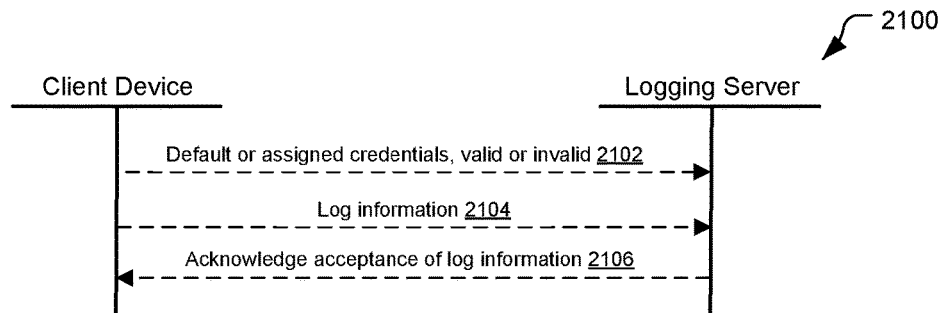 2100
Client Device
Logging Server
Default or assigned credentials, valid or invalid 2102
Log information 2104
Acknowledge acceptance of log information 2106